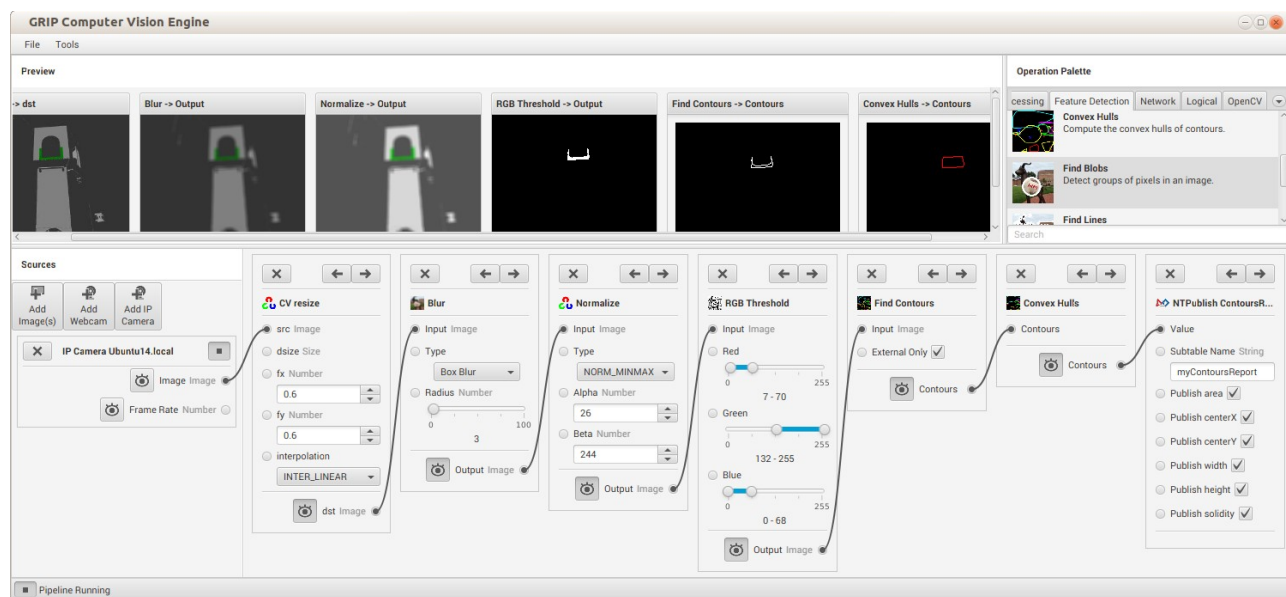 GRIP Computer Vision Engine
File Tools
Preview
-> dst
Blur -> Output
Normalize -> Output
RGB Threshold -> Output
Find Contours -> Contours
Convex Hulls -> Contours
Operation Palette
cessing Feature Detection Network Logical OpenCV
Convex Hulls
Compute the convex hulls of contours.
Find Blobs
Detect groups of pixels in an image.
Find Lines
Search
Sources
Add Image(s)
Add Webcam
Add IP Camera
IP Camera Ubuntu14.local
Image Image
Frame Rate Number
CV resize
src Image
dsize Size
fx Number
0.6
fy Number
0.6
interpolation
INTER_LINEAR
dst Image
Blur
Input Image
Type
Box Blur
Radius Number
0 100
3
Output Image
Normalize
Input Image
Type
NORM_MINMAX
Alpha Number
26
Beta Number
244
Output Image
RGB Threshold
Input Image
Red
0 255
7 - 70
Green
0 255
132 - 255
Blue
0 255
0 - 68
Output Image
Find Contours
Input Image
External Only
Contours
Convex Hulls
Contours
Contours
NTPublish ContoursR...
Value
Subtable Name String
myContoursReport
Publish area
Publish centerX
Publish centerY
Publish width
Publish height
Publish solidity
Pipeline Running